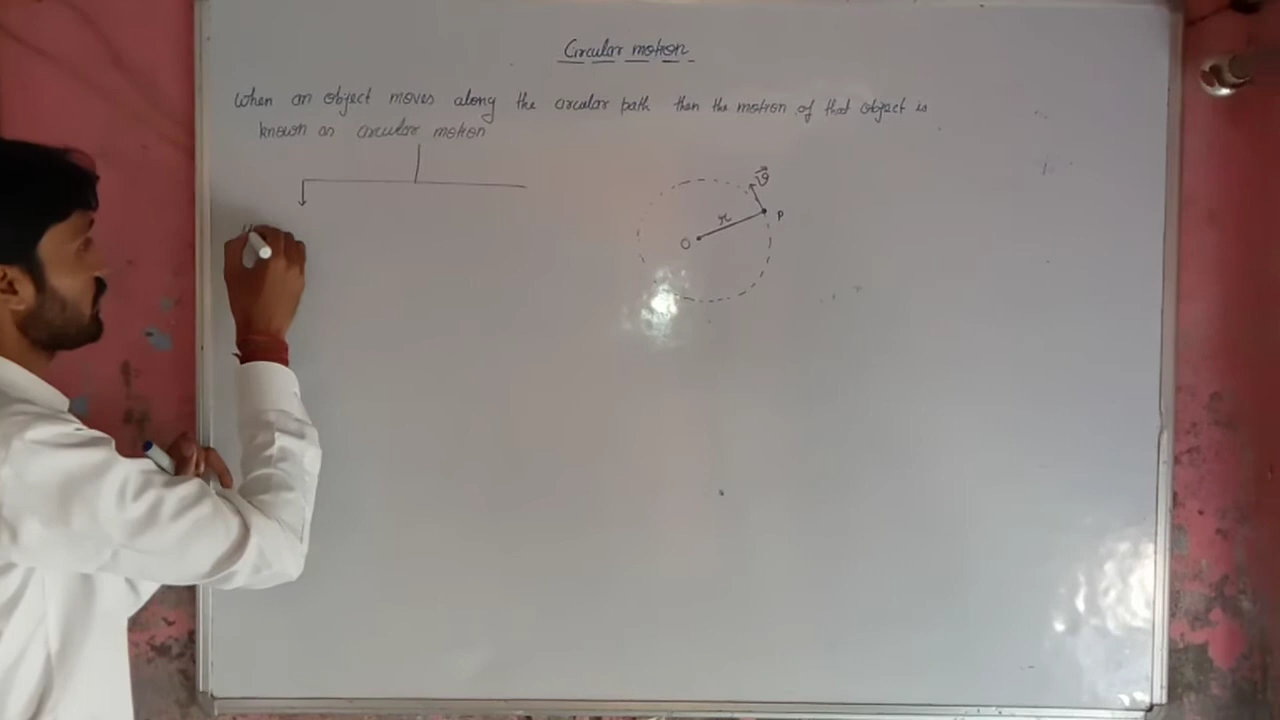 Circular motion
When an object moves along the circular path then the motion of that object is
known as circular motion
v
r
P
O